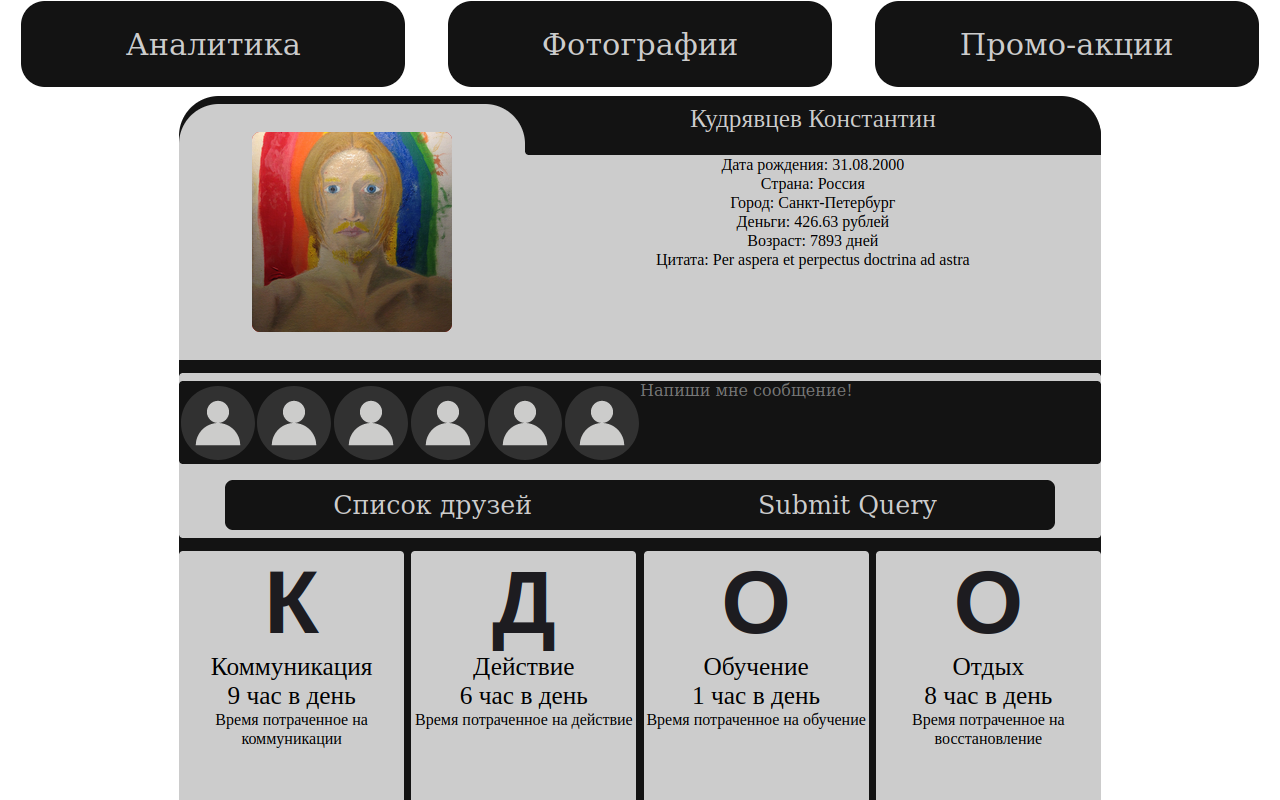 Аналитика
Фотографии
Промо-акции
Кудрявцев Константин
Дата рождения: 31.08.2000
Страна: Россия
Город: Санкт-Петербург
Деньги: 426.63 рублей
Возраст: 7893 дней
Цитата: Per aspera et perpectus doctrina ad astra
Напиши мне сообщение!
Список друзей
Submit Query
К
Коммуникация
9 час в день
Время потраченное на
коммуникации
Д
Действие
6 час в день
Время потраченное на действие
О
Обучение
1 час в день
Время потраченное на обучение
О
Отдых
8 час в день
Время потраченное на
восстановление